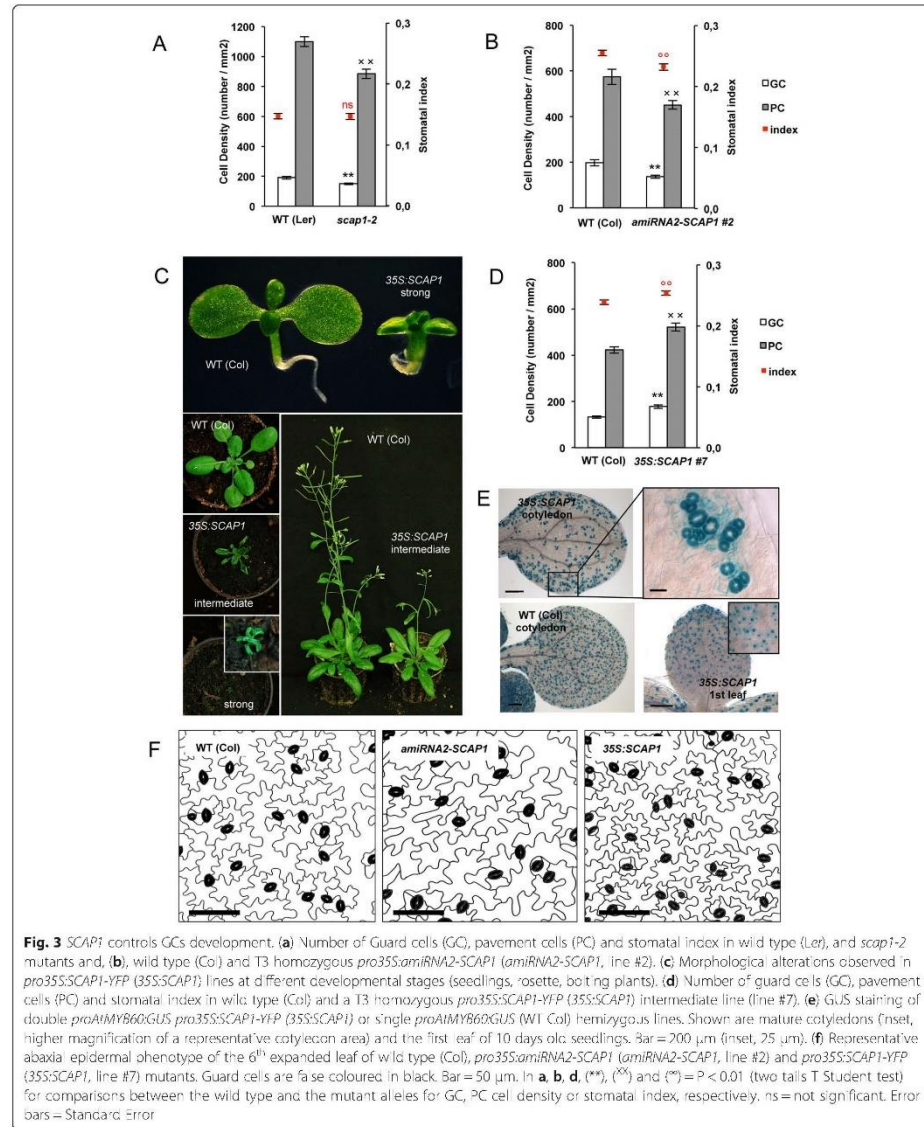 A
Cell Density (number / mm2)
1200
1000
800
600
400
200
0
ns
××
**
0,3
0,2
0,1
0,0
Stomatal index
WT (Ler)
scap1-2
B
Cell Density (number / mm2)
800
600
400
200
0
°°
××
**
0,3
0,2
0,1
0,0
Stomatal index
WT (Col)
amiRNA2-SCAP1 #2
GC
PC
index
C
35S:SCAP1
strong
WT (Col)
WT (Col)
35S:SCAP1
intermediate
strong
WT (Col)
35S:SCAP1
intermediate
D
Cell Density (number / mm2)
800
600
400
200
0
°°
××
**
0,3
0,2
0,1
0,0
Stomatal index
WT (Col)
35S:SCAP1 #7
GC
PC
index
E
35S:SCAP1
cotyledon
WT (Col)
cotyledon
35S:SCAP1
1st leaf
F
WT (Col)
amiRNA2-SCAP1
35S:SCAP1
Fig. 3 SCAP1 controls GCs development. (a) Number of Guard cells (GC), pavement cells (PC) and stomatal index in wild type (Ler), and scap1-2
mutants and, (b), wild type (Col) and T3 homozygous pro35S:amiRNA2-SCAP1 (amiRNA2-SCAP1, line #2). (c) Morphological alterations observed in
pro35S:SCAP1-YFP (35S:SCAP1) lines at different developmental stages (seedlings, rosette, bolting plants). (d) Number of guard cells (GC), pavement
cells (PC) and stomatal index in wild type (Col) and a T3 homozygous pro35S:SCAP1-YFP (35S:SCAP1) intermediate line (line #7). (e) GUS staining of
double proAtMYB60:GUS pro35S:SCAP1-YFP (35S:SCAP1) or single proAtMYB60:GUS (WT Col) hemizygous lines. Shown are mature cotyledons (inset,
higher magnification of a representative cotyledon area) and the first leaf of 10 days old seedlings. Bar = 200 μm (inset, 25 μm). (f) Representative
abaxial epidermal phenotype of the 6th expanded leaf of wild type (Col), pro35S:amiRNA2-SCAP1 (amiRNA2-SCAP1, line #2) and pro35S:SCAP1-YFP
(35S:SCAP1, line #7) mutants. Guard cells are false coloured in black. Bar = 50 μm. In a, b, d, (**), (××) and (°°) = P < 0.01 (two tails T Student test)
for comparisons between the wild type and the mutant alleles for GC, PC cell density or stomatal index, respectively. ns = not significant. Error
bars = Standard Error